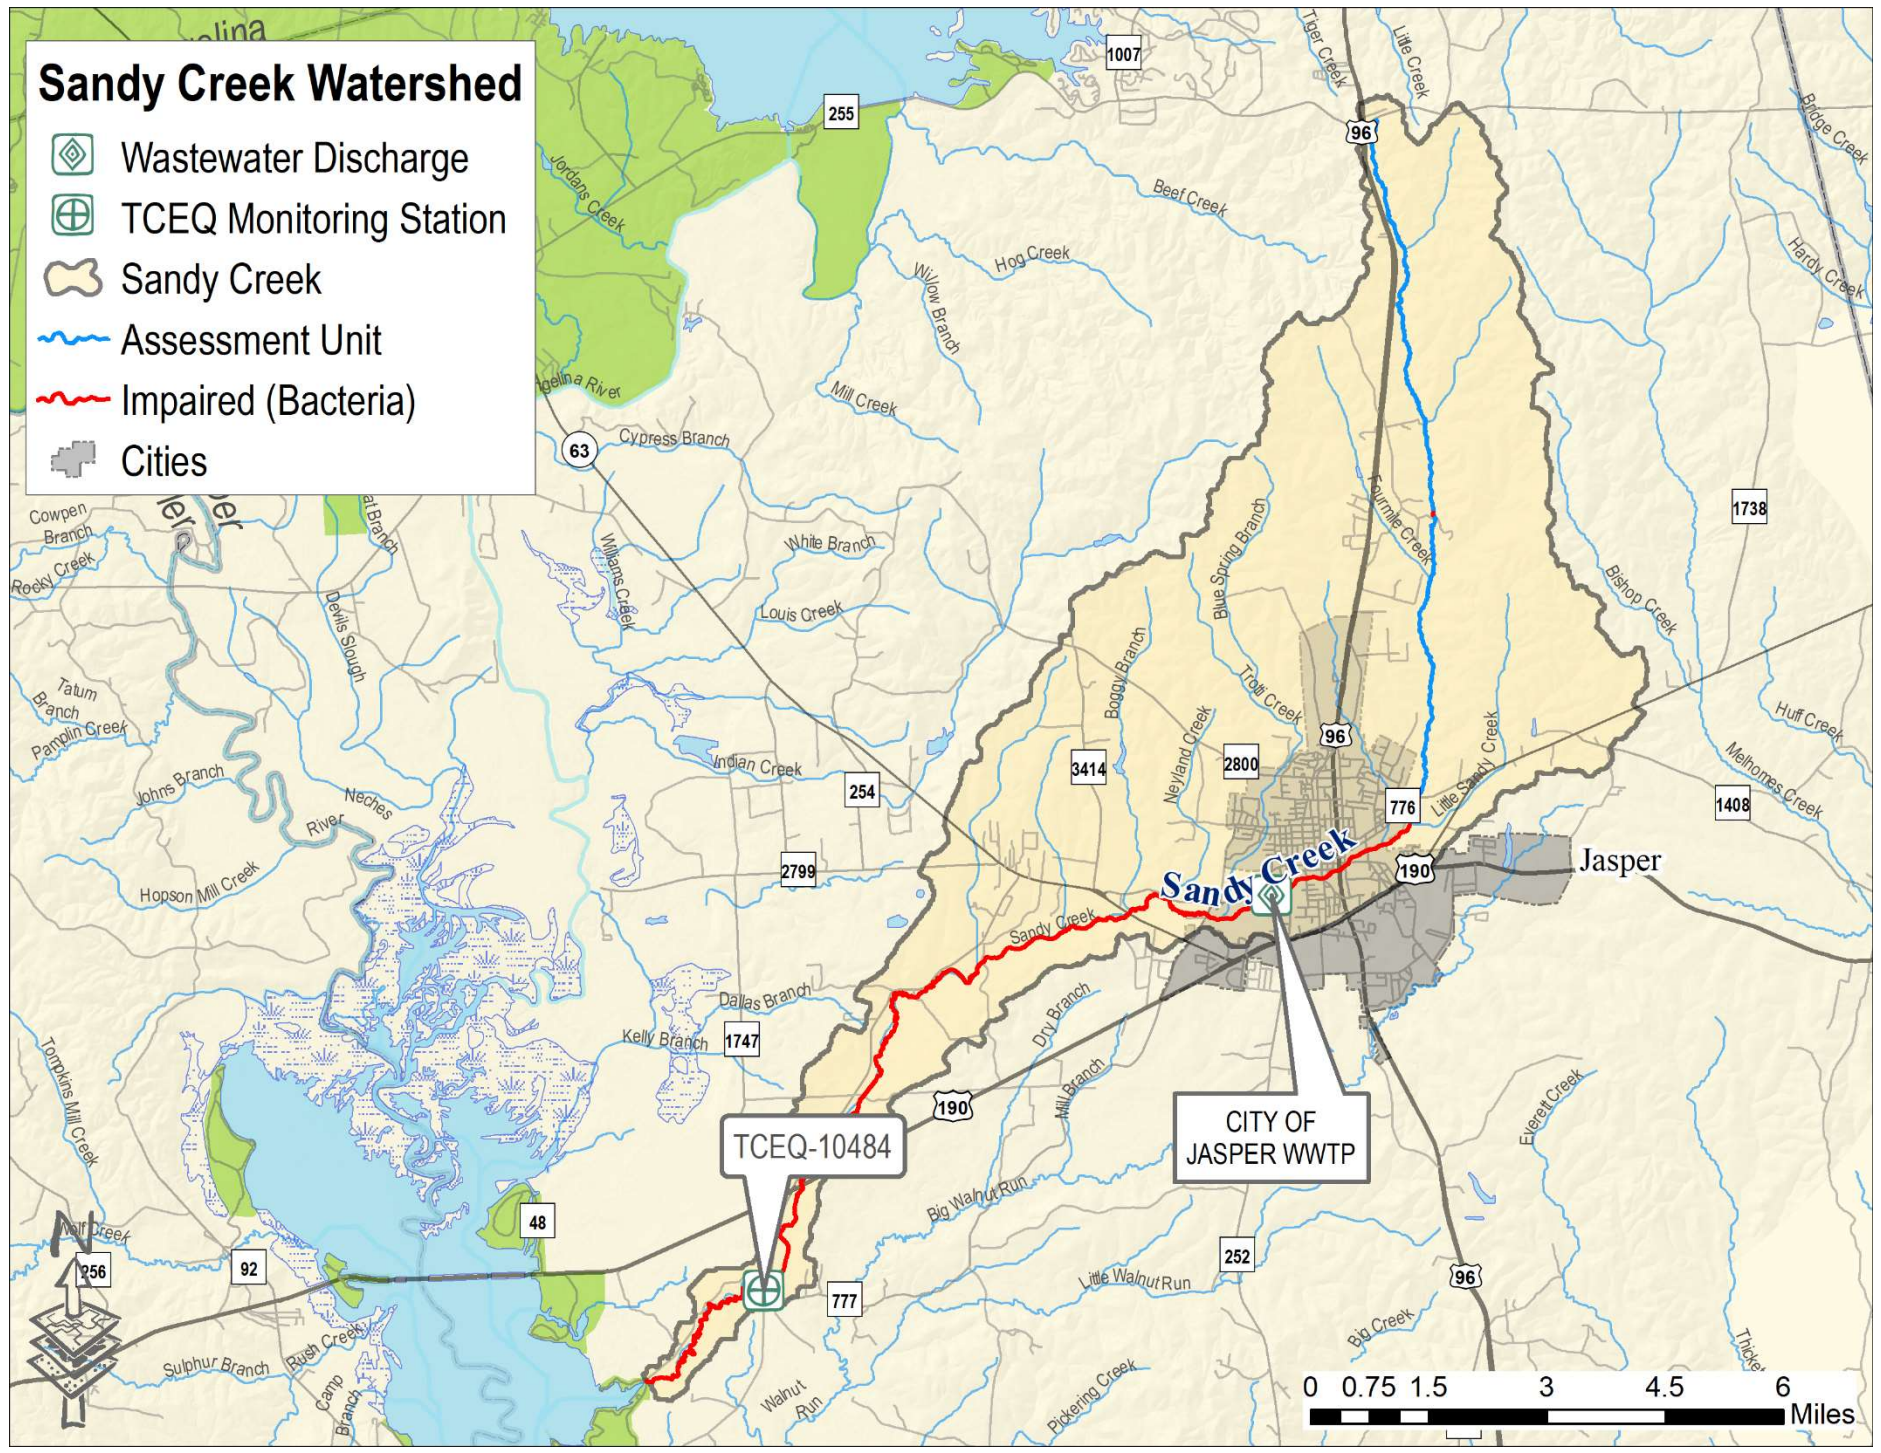 Sandy Creek Watershed
Wastewater Discharge
TCEQ Monitoring Station
Sandy Creek
Assessment Unit
Impaired (Bacteria)
Cities
1007
Tiger Creek
Little Creek
255
96
Bridge Creek
Jordans Creek
Beef Creek
Hog Creek
Hardy Creek
Willow Branch
Mill Creek
63
Cypress Branch
Fourmile Creek
1738
Cowpen
Branch
Rocky Creek
White Branch
Blue Spring Branch
Williams Creek
Devils Slough
Louis Creek
Bishop Creek
Boggy Branch
Trotti Creek
Tatum
Branch
Pamplin Creek
Neyland Creek
96
Huff Creek
Indian Creek
3414
2800
Little Sandy Creek
Melhomes Creek
Johns Branch
254
776
1408
Neches
River
2799
Sandy Creek
190
Jasper
Hopson Mill Creek
Sandy Creek
Dallas Branch
Kelly Branch
1747
Dry Branch
Tompkins Mill Creek
Mill Branch
190
Everett Creek
TCEQ-10484
CITY OF
JASPER WWTP
Big Walnut Run
N
Wolf Creek
256
92
48
252
Little Walnut Run
96
777
Big Creek
Rush Creek
Sulphur Branch
Camp
Branch
Walnut
Run
Pickering Creek
0 0.75 1.5 3 4.5 6
Miles